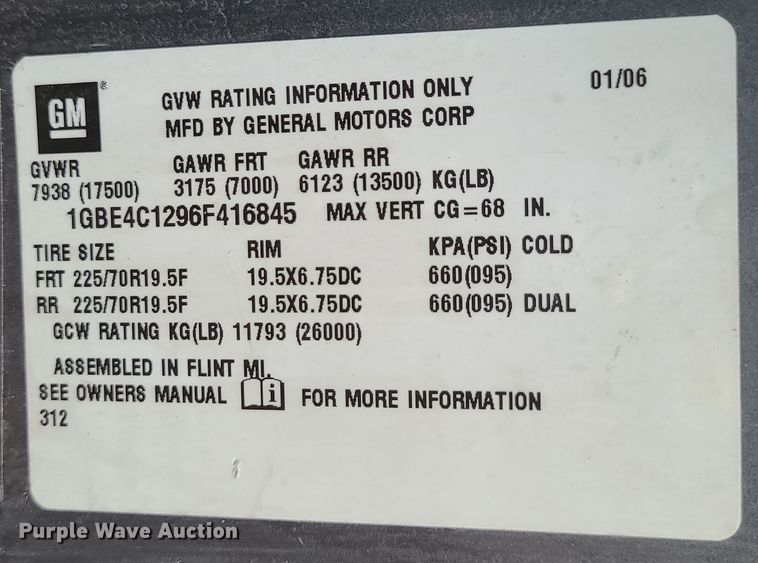 GM ®
GVW RATING INFORMATION ONLY 01/06
MFD BY GENERAL MOTORS CORP
GVWR GAWR FRT GAWR RR
7938 (17500) 3175 (7000) 6123 (13500) KG(LB)
1GBE4C1296F416845 MAX VERT CG=68 IN.
TIRE SIZE RIM KPA(PSI) COLD
FRT 225/70R19.5F 19.5X6.75DC 660(095)
RR 225/70R19.5F 19.5X6.75DC 660(095) DUAL
GCW RATING KG(LB) 11793 (26000)
ASSEMBLED IN FLINT MI.
SEE OWNERS MANUAL i FOR MORE INFORMATION
312
Purple Wave Auction